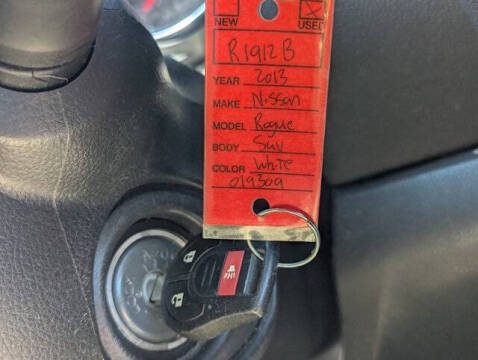 NEW USED
R1912B
YEAR 2013
MAKE Nissan
MODEL Rogue
BODY Suv
COLOR White
019309